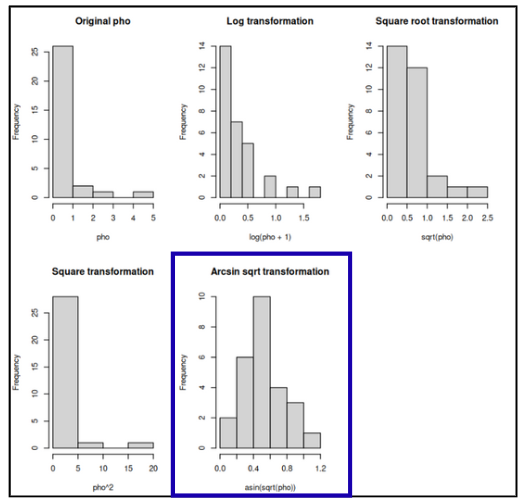 Original pho
Log transformation
Square root transformation
Frequency
0 5 10 15 20 25
0 1 2 3 4 5
pho
Frequency
0 2 4 6 8 10 12 14
0.0 0.5 1.0 1.5
log(pho + 1)
Frequency
0 2 4 6 8 10 12 14
0.0 0.5 1.0 1.5 2.0 2.5
sqrt(pho)
Square transformation
Arcsin sqrt transformation
Frequency
0 5 10 15 20 25
0 5 10 15 20
pho^2
Frequency
0 2 4 6 8 10
0.0 0.4 0.8 1.2
asin(sqrt(pho))